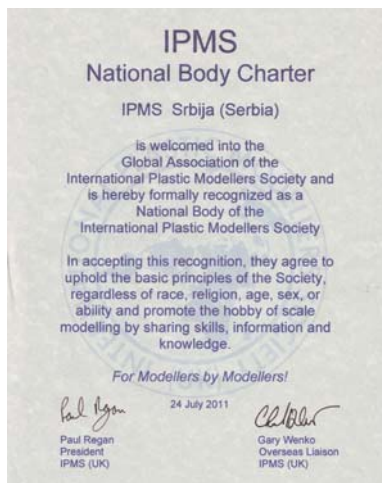 IPMS
National Body Charter
IPMS Srbija (Serbia)
is welcomed into the
Global Association of the
International Plastic Modellers Society and
is hereby formally recognized as a
National Body of the
International Plastic Modellers Society
In accepting this recognition, they agree to
uphold the basic principles of the Society,
regardless of race, religion, age, sex, or
ability and promote the hobby of scale
modelling by sharing skills, information and
knowledge.
For Modellers by Modellers!
24 July 2011
Paul Regan
President
IPMS (UK)
Gary Wenko
Overseas Liaison
IPMS (UK)